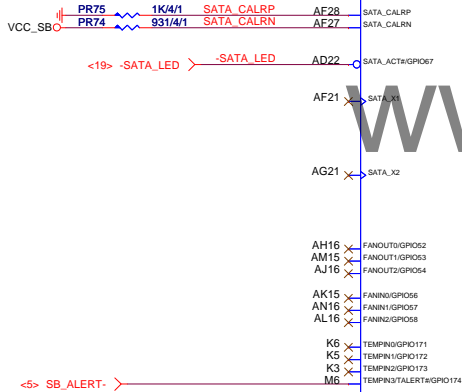 PR75 1K/4/1 SATA_CALRP AF28 SATA_CALRP
VCC_SB PR74 931/4/1 SATA_CALRN AF27 SATA_CALRN
<19> -SATA_LED -SATA_LED AD22 SATA_ACT#/GPIO67
AF21 SATA_X1
AG21 SATA_X2
AH16 FANOUT0/GPIO52
AM15 FANOUT1/GPIO53
AJ16 FANOUT2/GPIO54
AK15 FANIN0/GPIO56
AN16 FANIN1/GPIO57
AL16 FANIN2/GPIO58
K6 TEMPIN0/GPIO171
K5 TEMPIN1/GPIO172
K3 TEMPIN2/GPIO173
<5> SB_ALERT- M6 TEMPIN3/TALERT#/GPIO174